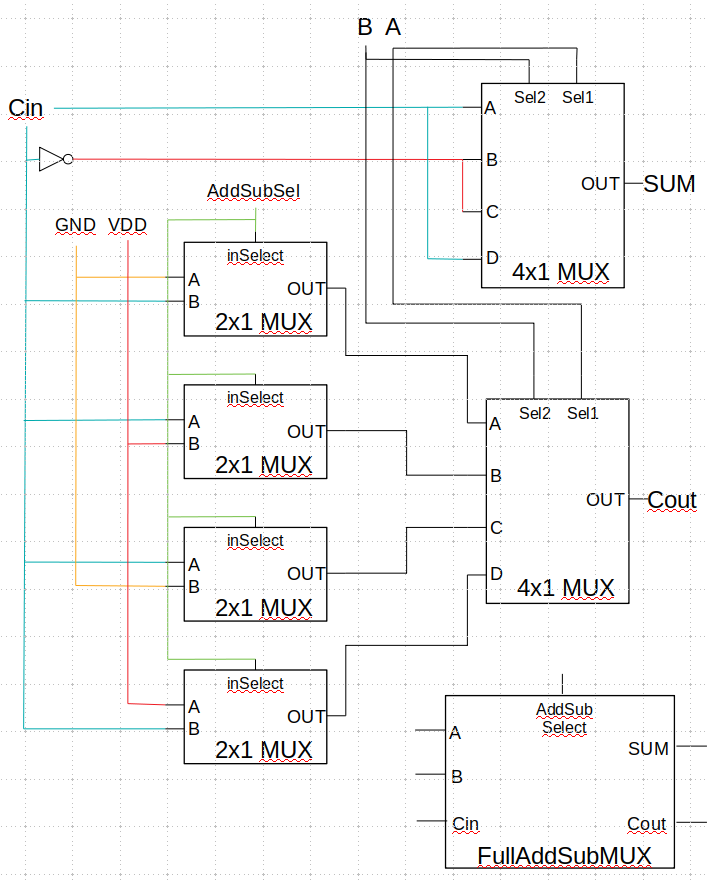 B A
Cin
Sel2 Sel1
A
B
C
D
OUT
SUM
4x1 MUX
AddSubSel
GND VDD
inSelect
A
B
OUT
2x1 MUX
inSelect
A
B
OUT
2x1 MUX
inSelect
A
B
OUT
2x1 MUX
inSelect
A
B
OUT
2x1 MUX
Sel2 Sel1
A
B
C
D
OUT
Cout
4x1 MUX
AddSub
Select
A
B
Cin
SUM
Cout
FullAddSubMUX